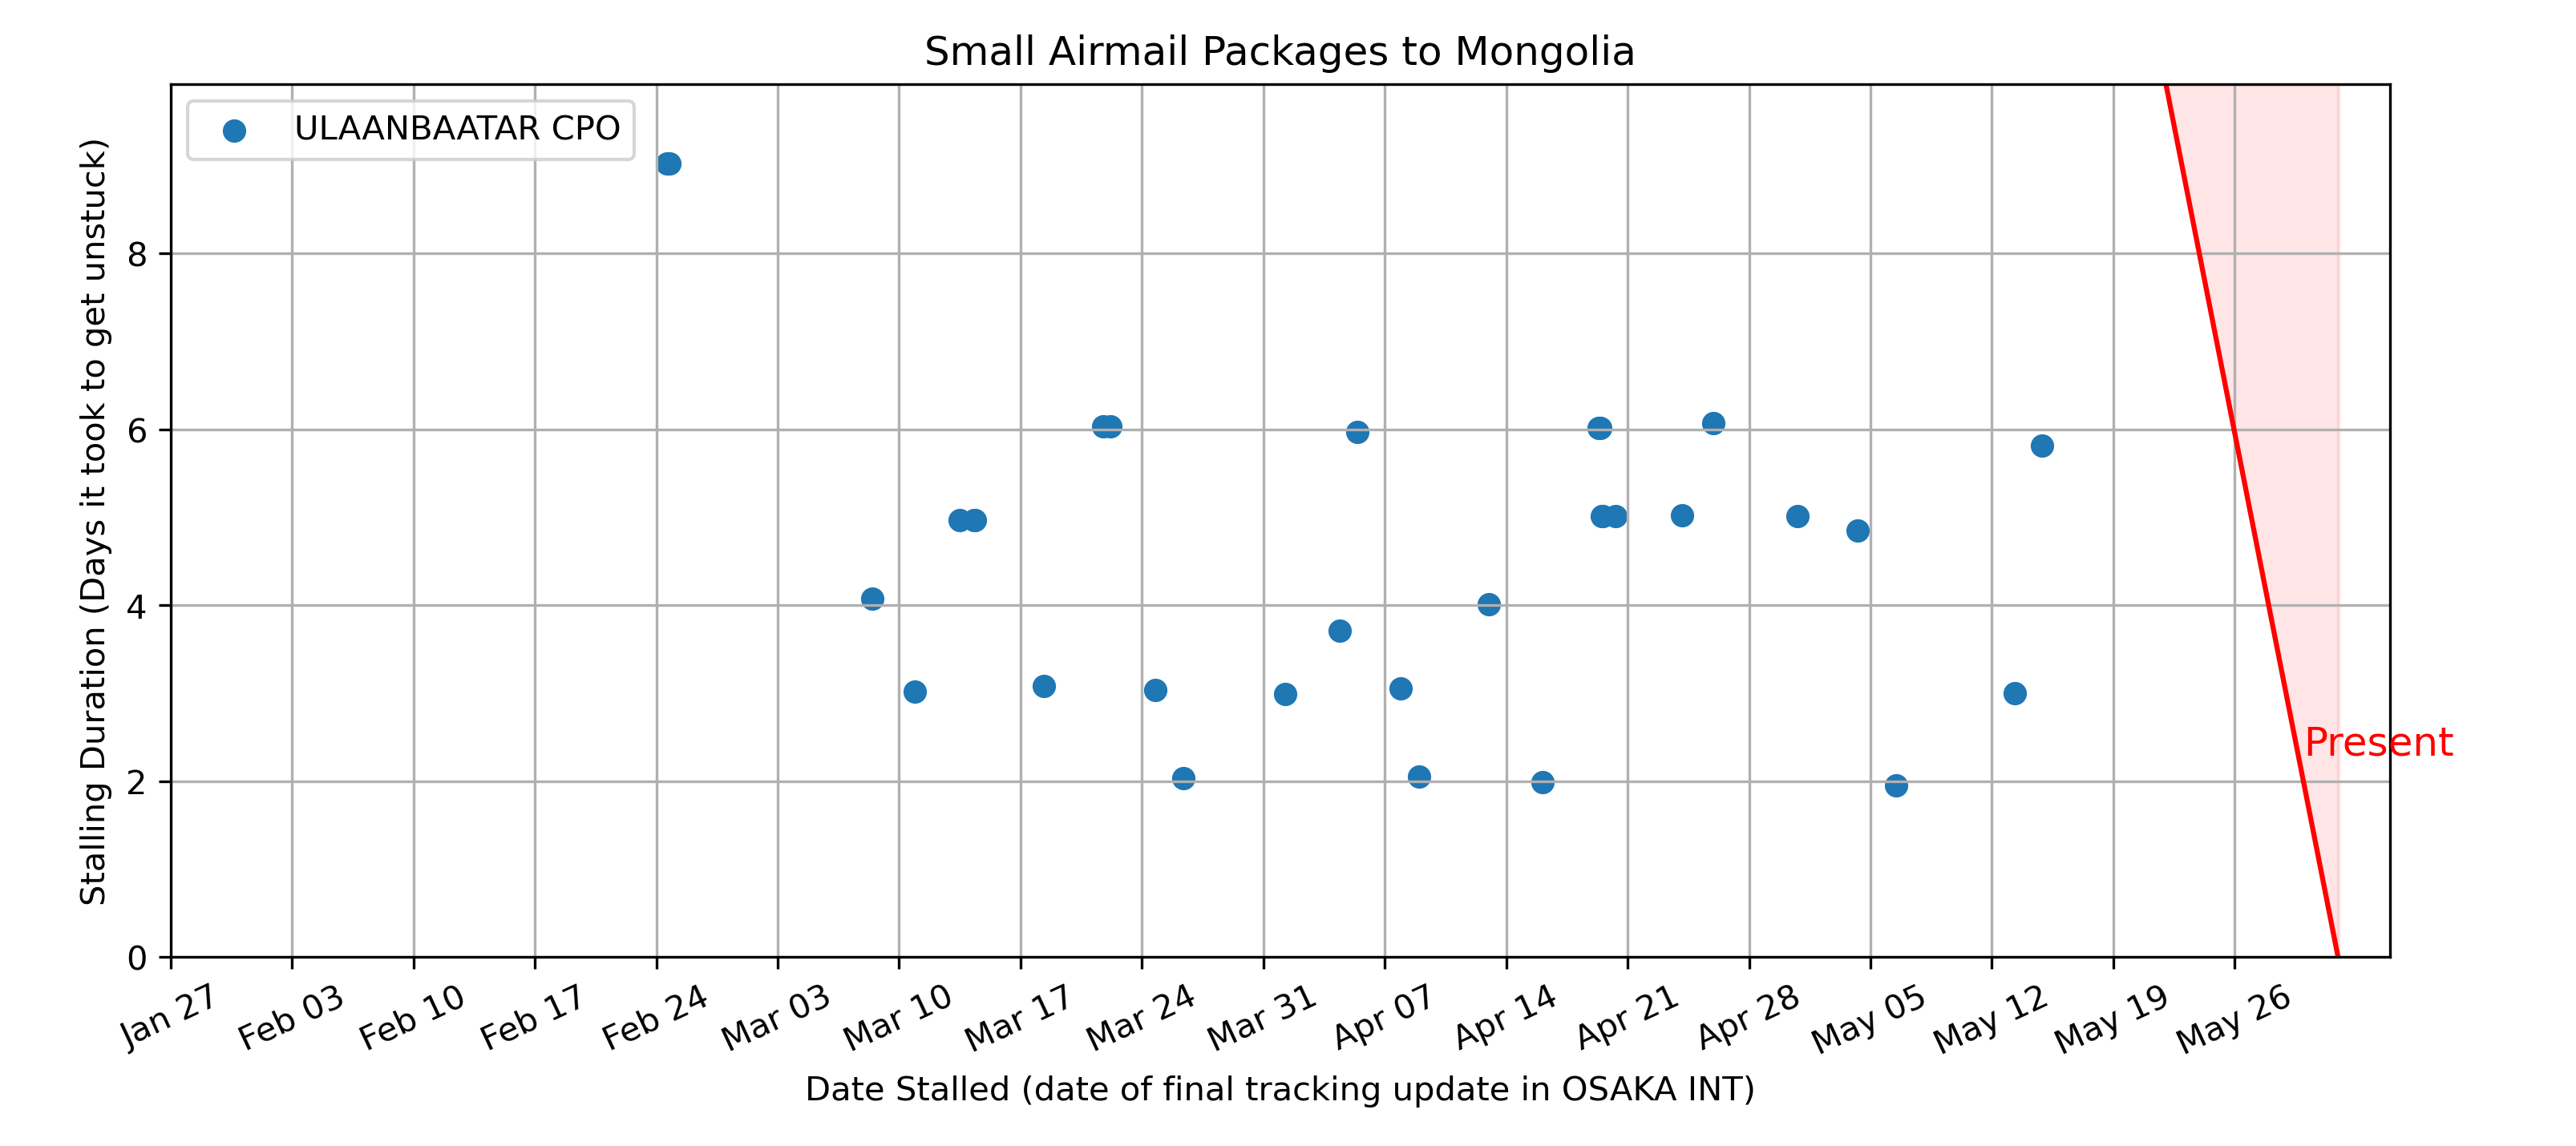 Small Airmail Packages to Mongolia
ULAANBAATAR CPO
Stalling Duration (Days it took to get unstuck)
8
6
4
2
0
Present
Jan 27
Feb 03
Feb 10
Feb 17
Feb 24
Mar 03
Mar 10
Mar 17
Mar 24
Mar 31
Apr 07
Apr 14
Apr 21
Apr 28
May 05
May 12
May 19
May 26
Date Stalled (date of final tracking update in OSAKA INT)